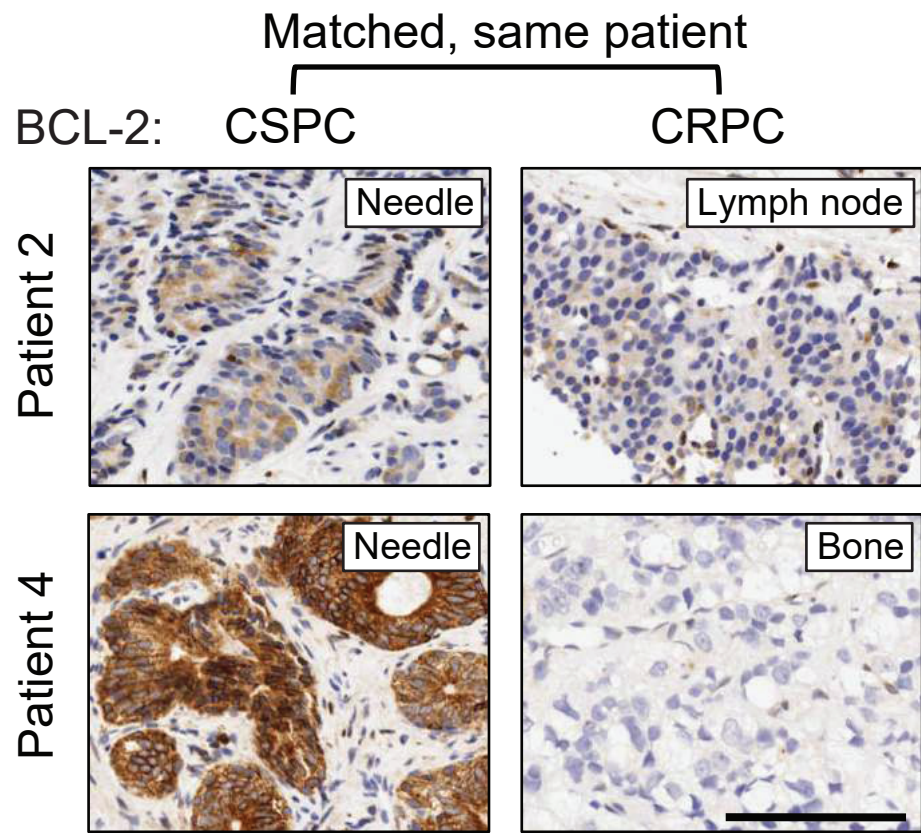 Matched, same patient
BCL-2: CSPC CRPC
Patient 2
Needle
Lymph node
Patient 4
Needle
Bone